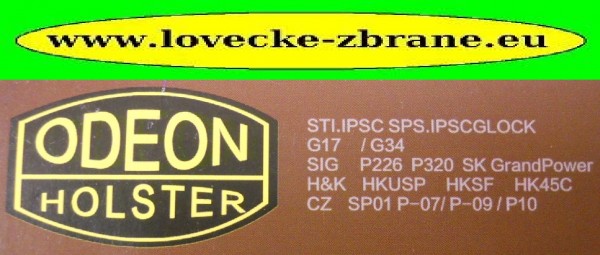 www.lovecke-zbrane.eu
ODEON
HOLSTER
STI.IPSC SPS.IPSCGLOCK
G17 / G34
SIG P226 P320 SK GrandPower
H&K HKUSP HKSF HK45C
CZ SP01 P-07/ P-09 / P10